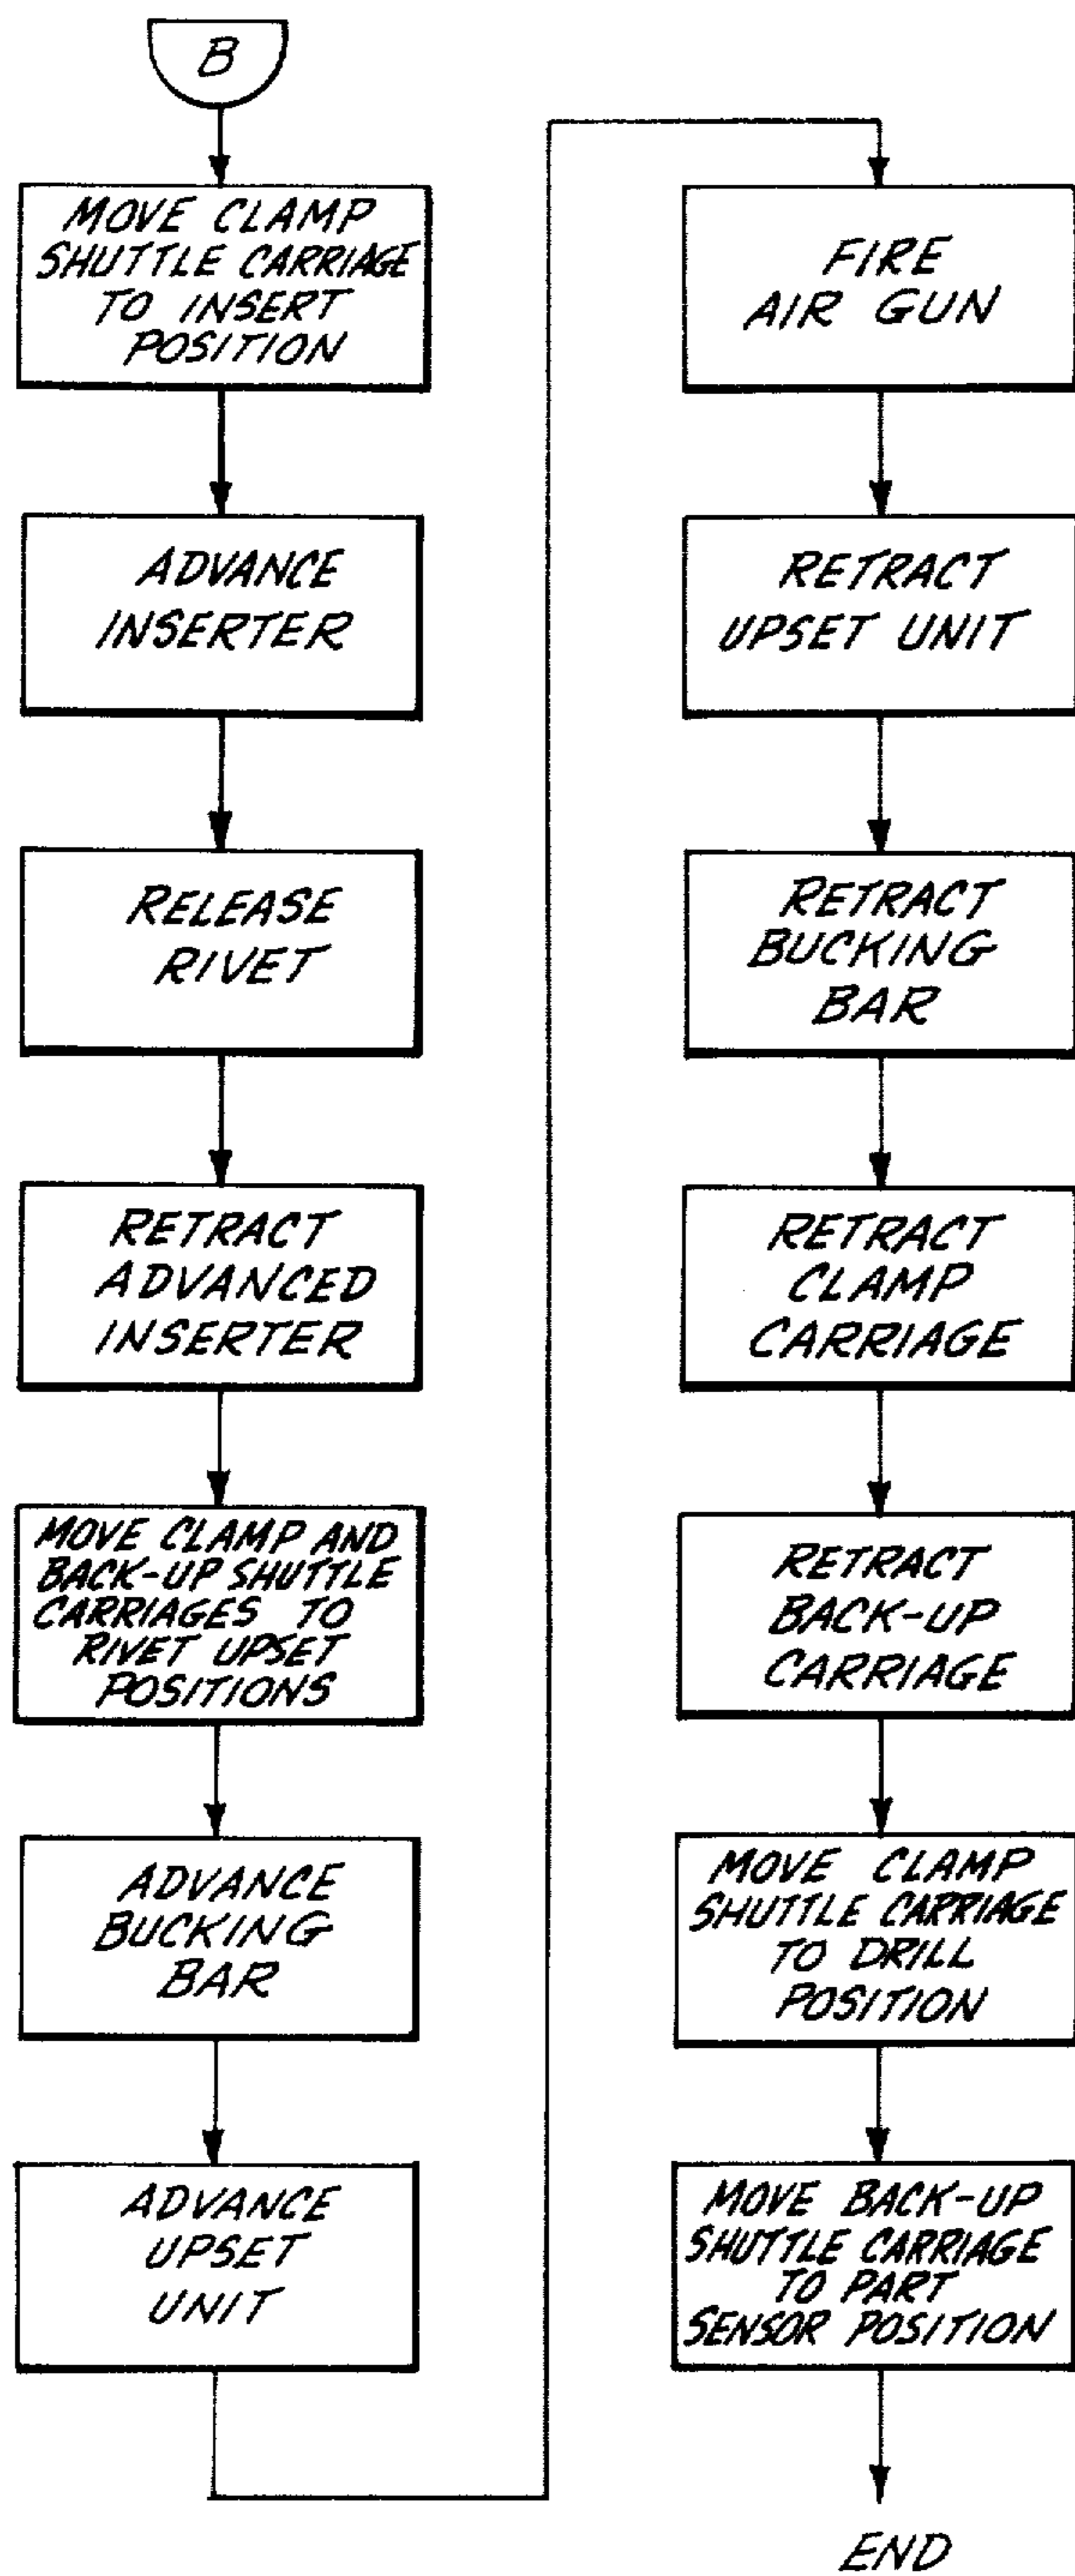 B
MOVE CLAMP
SHUTTLE CARRIAGE
TO INSERT
POSITION
ADVANCE
INSERTER
RELEASE
RIVET
RETRACT
ADVANCED
INSERTER
MOVE CLAMP AND
BACK-UP SHUTTLE
CARRIAGES TO
RIVET UPSET
POSITIONS
ADVANCE
BUCKING
BAR
ADVANCE
UPSET
UNIT
FIRE
AIR GUN
RETRACT
UPSET UNIT
RETRACT
BUCKING
BAR
RETRACT
CLAMP
CARRIAGE
RETRACT
BACK-UP
CARRIAGE
MOVE CLAMP
SHUTTLE CARRIAGE
TO DRILL
POSITION
MOVE BACK-UP
SHUTTLE CARRIAGE
TO PART
SENSOR POSITION
END